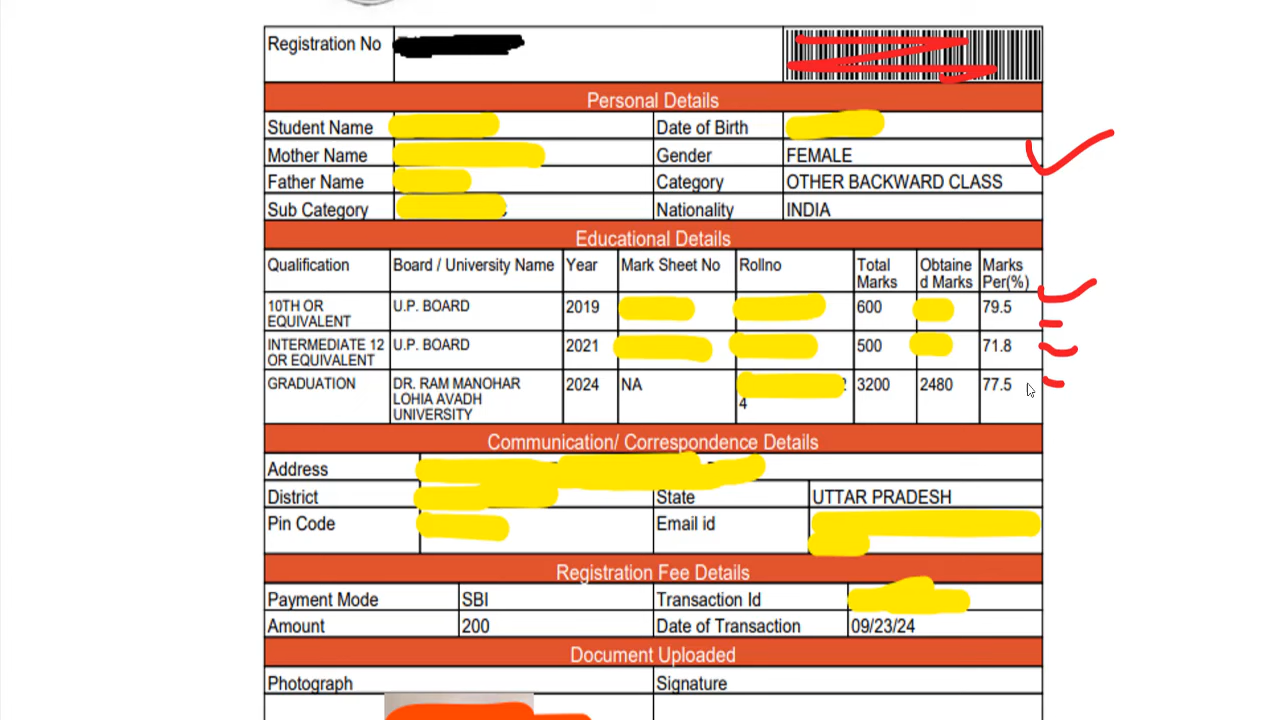 Registration No
Personal Details
Student Name Date of Birth
Mother Name Gender FEMALE
Father Name Category OTHER BACKWARD CLASS
Sub Category Nationality INDIA
Educational Details
Qualification Board / University Name Year Mark Sheet No Rollno Total Marks Obtaine d Marks Marks Per(%)
10TH OR EQUIVALENT U.P. BOARD 2019 600 79.5
INTERMEDIATE 12 OR EQUIVALENT U.P. BOARD 2021 500 71.8
GRADUATION DR. RAM MANOHAR LOHIA AVADH UNIVERSITY 2024 NA 4 3200 2480 77.5
Communication/ Correspondence Details
Address
District State UTTAR PRADESH
Pin Code Email id
Registration Fee Details
Payment Mode SBI Transaction Id
Amount 200 Date of Transaction 09/23/24
Document Uploaded
Photograph Signature